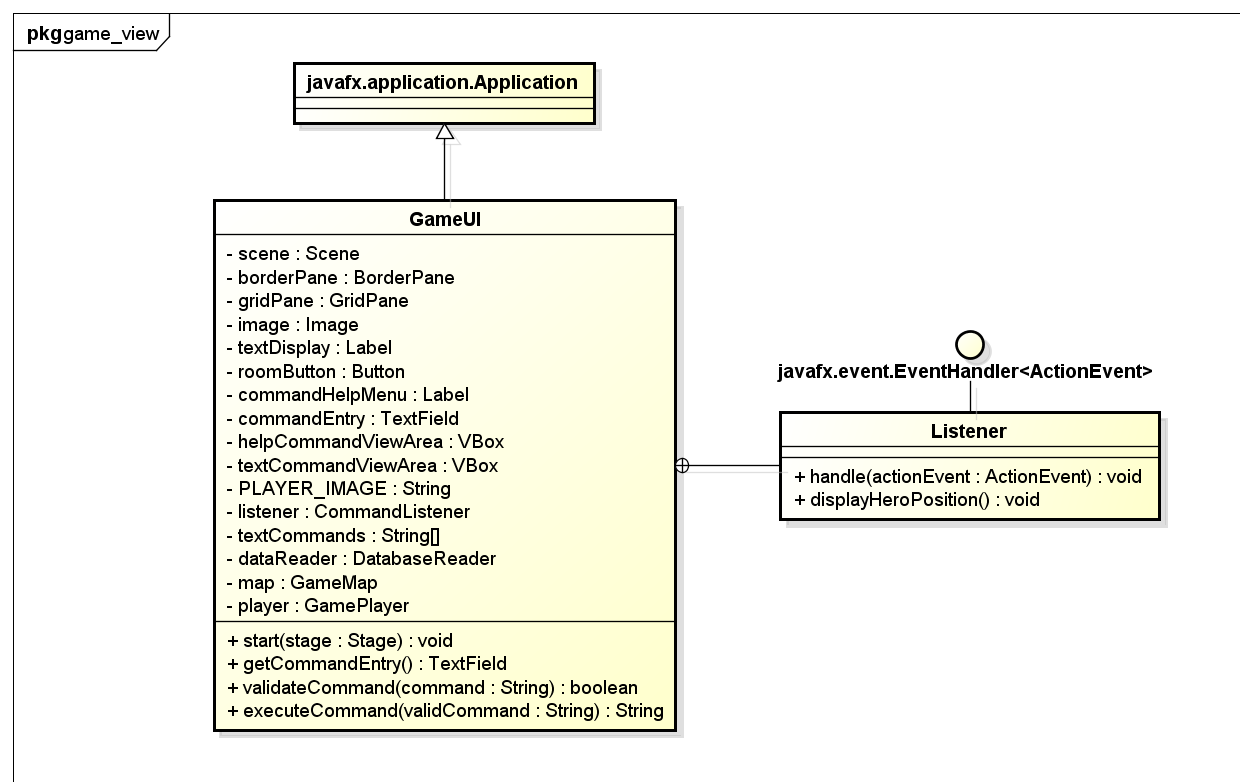 pkg game_view
javafx.application.Application
GameUI
- scene : Scene
- borderPane : BorderPane
- gridPane : GridPane
- image : Image
- textDisplay : Label
- roomButton : Button
- commandHelpMenu : Label
- commandEntry : TextField
- helpCommandViewArea : VBox
- textCommandViewArea : VBox
- PLAYER_IMAGE : String
- listener : CommandListener
- textCommands : String[]
- dataReader : DatabaseReader
- map : GameMap
- player : GamePlayer
+ start(stage : Stage) : void
+ getCommandEntry() : TextField
+ validateCommand(command : String) : boolean
+ executeCommand(validCommand : String) : String
javafx.event.EventHandler<ActionEvent>
Listener
+ handle(actionEvent : ActionEvent) : void
+ displayHeroPosition() : void